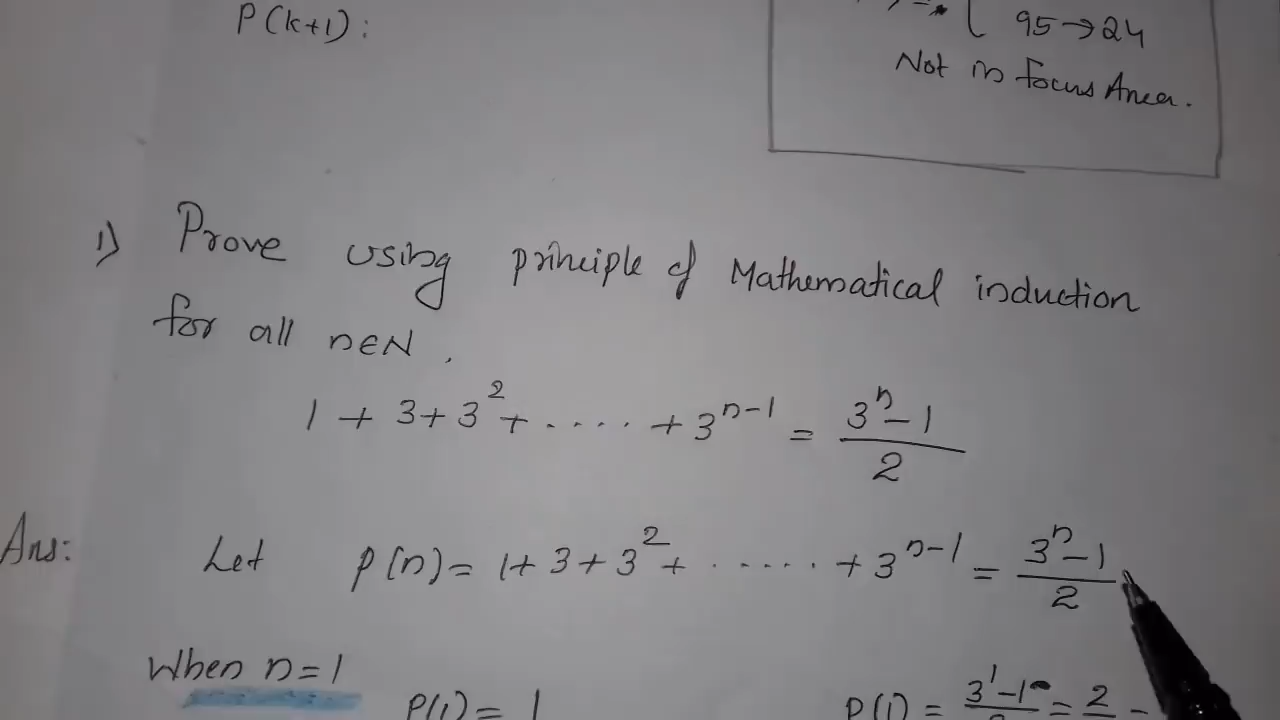 P(k+1):
95→24
Not in focus Area.
1) Prove using principle of Mathematical induction
for all n∈N.
1 + 3 + 3² + ..... + 3ⁿ⁻¹ = (3ⁿ-1)/2
Ans: Let P(n) = 1 + 3 + 3² + ...... + 3ⁿ⁻¹ = (3ⁿ-1)/2
When n=1
P(1) = 1 P(1) = 3¹-1 = 2